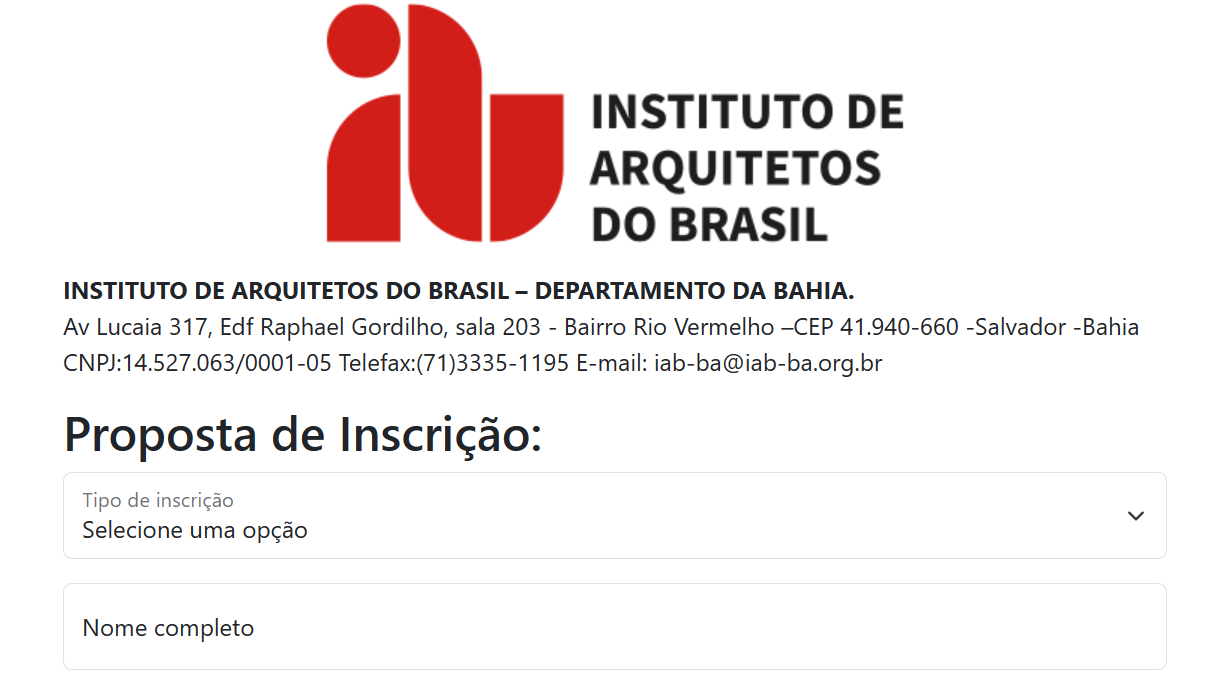 INSTITUTO DE
ARQUITETOS
DO BRASIL
INSTITUTO DE ARQUITETOS DO BRASIL – DEPARTAMENTO DA BAHIA.
Av Lucaia 317, Edf Raphael Gordilho, sala 203 - Bairro Rio Vermelho –CEP 41.940-660 -Salvador -Bahia
CNPJ:14.527.063/0001-05 Telefax:(71)3335-1195 E-mail: iab-ba@iab-ba.org.br
Proposta de Inscrição:
Tipo de inscrição
Selecione uma opção
Nome completo